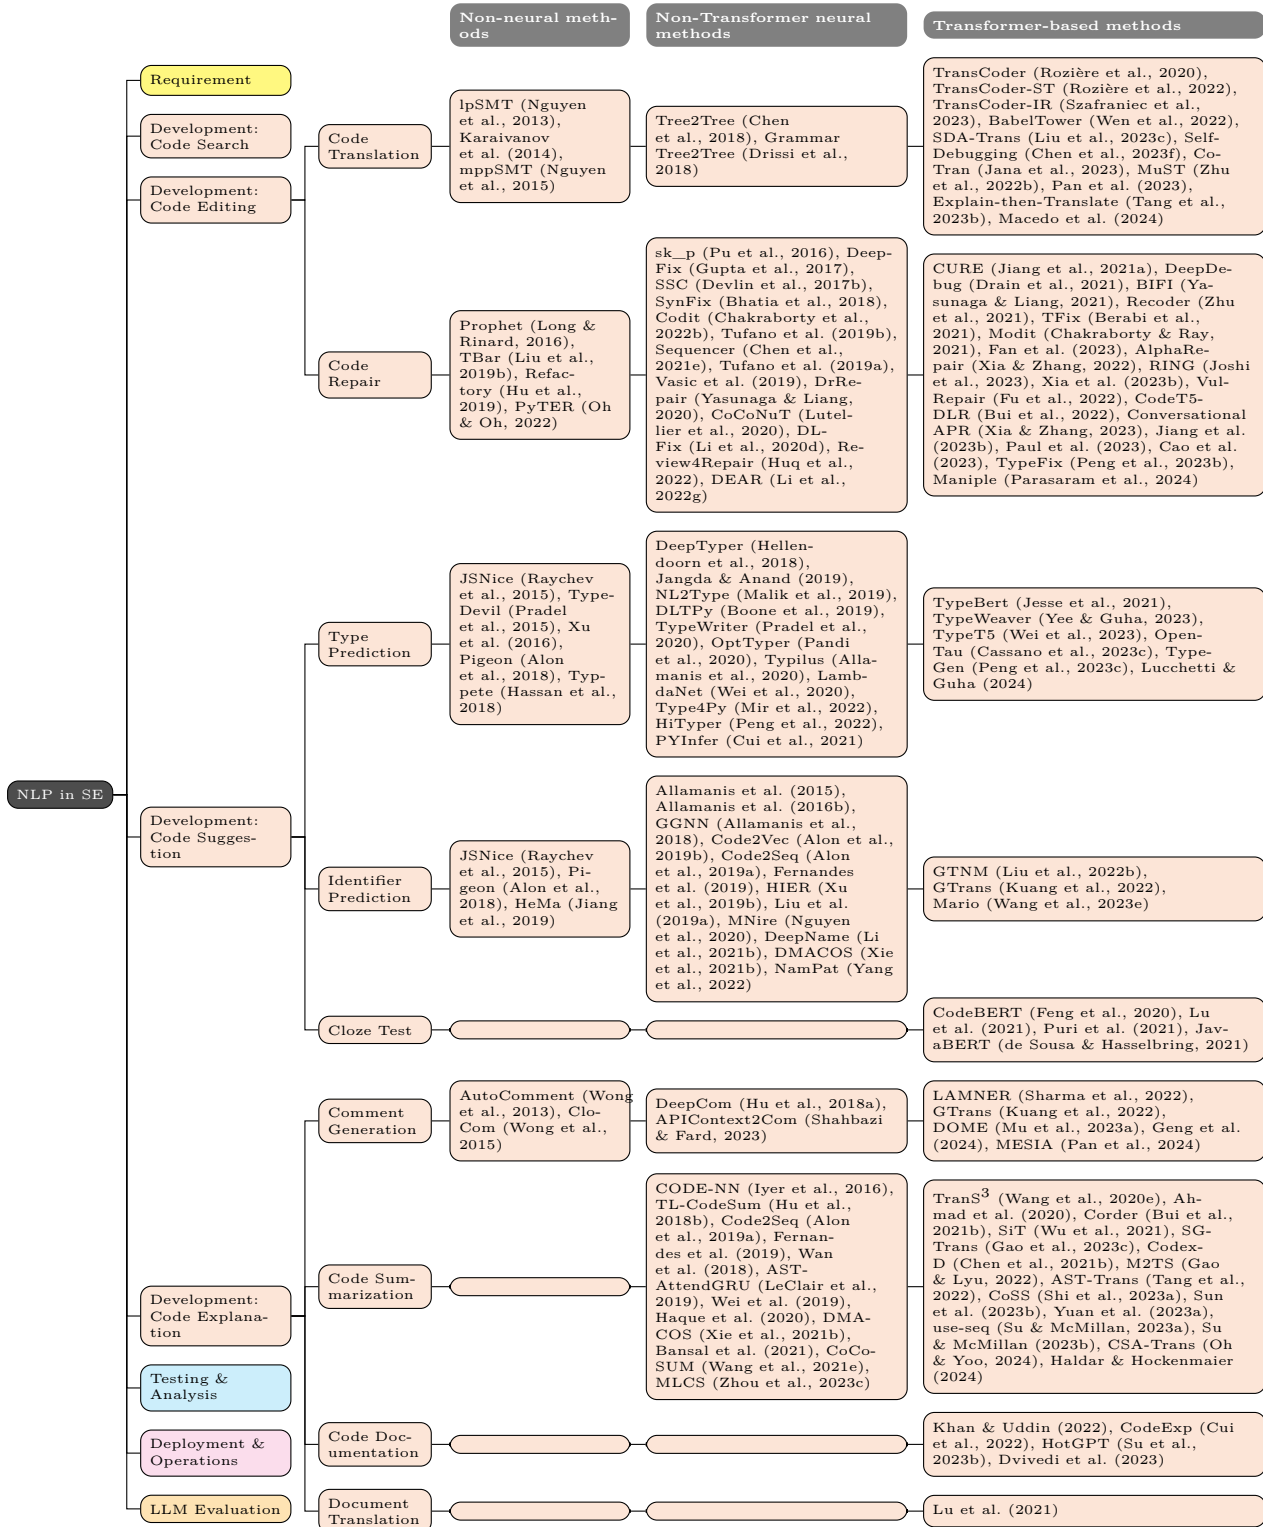 Non-neural meth-
ods
Non-Transformer neural
methods
Transformer-based methods
Requirement
Development:
Code Search
Development:
Code Editing
Code
Translation
lpSMT (Nguyen
et al., 2013),
Karaivanov
et al. (2014),
mppSMT (Nguyen
et al., 2015)
Tree2Tree (Chen
et al., 2018), Grammar
Tree2Tree (Drissi et al.,
2018)
TransCoder (Rozière et al., 2020),
TransCoder-ST (Rozière et al., 2022),
TransCoder-IR (Szafraniec et al.,
2023), BabelTower (Wen et al., 2022),
SDA-Trans (Liu et al., 2023c), Self-
Debugging (Chen et al., 2023f), Co-
Tran (Jana et al., 2023), MuST (Zhu
et al., 2022b), Pan et al. (2023),
Explain-then-Translate (Tang et al.,
2023b), Macedo et al. (2024)
Code
Repair
Prophet (Long &
Rinard, 2016),
TBar (Liu et al.,
2019b), Refac-
tory (Hu et al.,
2019), PyTER (Oh
& Oh, 2022)
sk_p (Pu et al., 2016), Deep-
Fix (Gupta et al., 2017),
SSC (Devlin et al., 2017b),
SynFix (Bhatia et al., 2018),
Codit (Chakraborty et al.,
2022b), Tufano et al. (2019b),
Sequencer (Chen et al.,
2021e), Tufano et al. (2019a),
Vasic et al. (2019), DrRe-
pair (Yasunaga & Liang,
2020), CoCoNuT (Lutel-
lier et al., 2020), DL-
Fix (Li et al., 2020d), Re-
view4Repair (Huq et al.,
2022), DEAR (Li et al.,
2022g)
CURE (Jiang et al., 2021a), DeepDe-
bug (Drain et al., 2021), BIFI (Ya-
sunaga & Liang, 2021), Recoder (Zhu
et al., 2021), TFix (Berabi et al.,
2021), Modit (Chakraborty & Ray,
2021), Fan et al. (2023), AlphaRe-
pair (Xia & Zhang, 2022), RING (Joshi
et al., 2023), Xia et al. (2023b), Vul-
Repair (Fu et al., 2022), CodeT5-
DLR (Bui et al., 2022), Conversational
APR (Xia & Zhang, 2023), Jiang et al.
(2023b), Paul et al. (2023), Cao et al.
(2023), TypeFix (Peng et al., 2023b),
Maniple (Parasaram et al., 2024)
NLP in SE
Development:
Code Sugges-
tion
Type
Prediction
JSNice (Raychev
et al., 2015), Type-
Devil (Pradel
et al., 2015), Xu
et al. (2016),
Pigeon (Alon
et al., 2018), Typ-
pete (Hassan et al.,
2018)
DeepTyper (Hellen-
doorn et al., 2018),
Jangda & Anand (2019),
NL2Type (Malik et al., 2019),
DLTPy (Boone et al., 2019),
TypeWriter (Pradel et al.,
2020), OptTyper (Pandi
et al., 2020), Typilus (Alla-
manis et al., 2020), Lamb-
daNet (Wei et al., 2020),
Type4Py (Mir et al., 2022),
HiTyper (Peng et al., 2022),
PYInfer (Cui et al., 2021)
TypeBert (Jesse et al., 2021),
TypeWeaver (Yee & Guha, 2023),
TypeT5 (Wei et al., 2023), Open-
Tau (Cassano et al., 2023c), Type-
Gen (Peng et al., 2023c), Lucchetti &
Guha (2024)
Identifier
Prediction
JSNice (Raychev
et al., 2015), Pi-
geon (Alon et al.,
2018), HeMa (Jiang
et al., 2019)
Allamanis et al. (2015),
Allamanis et al. (2016b),
GGNN (Allamanis et al.,
2018), Code2Vec (Alon et al.,
2019b), Code2Seq (Alon
et al., 2019a), Fernandes
et al. (2019), HIER (Xu
et al., 2019b), Liu et al.
(2019a), MNire (Nguyen
et al., 2020), DeepName (Li
et al., 2021b), DMACOS (Xie
et al., 2021b), NamPat (Yang
et al., 2022)
GTNM (Liu et al., 2022b),
GTrans (Kuang et al., 2022),
Mario (Wang et al., 2023e)
Cloze Test
CodeBERT (Feng et al., 2020), Lu
et al. (2021), Puri et al. (2021), Jav-
aBERT (de Sousa & Hasselbring, 2021)
Development:
Code Explana-
tion
Comment
Generation
AutoComment (Wong
et al., 2013), Clo-
Com (Wong et al.,
2015)
DeepCom (Hu et al., 2018a),
APIContext2Com (Shahbazi
& Fard, 2023)
LAMNER (Sharma et al., 2022),
GTrans (Kuang et al., 2022),
DOME (Mu et al., 2023a), Geng et al.
(2024), MESIA (Pan et al., 2024)
Code Sum-
marization
CODE-NN (Iyer et al., 2016),
TL-CodeSum (Hu et al.,
2018b), Code2Seq (Alon
et al., 2019a), Fernan-
des et al. (2019), Wan
et al. (2018), AST-
AttendGRU (LeClair et al.,
2019), Wei et al. (2019),
Haque et al. (2020), DMA-
COS (Xie et al., 2021b),
Bansal et al. (2021), CoCo-
SUM (Wang et al., 2021e),
MLCS (Zhou et al., 2023c)
TranS3 (Wang et al., 2020e), Ah-
mad et al. (2020), Corder (Bui et al.,
2021b), SiT (Wu et al., 2021), SG-
Trans (Gao et al., 2023c), Codex-
D (Chen et al., 2021b), M2TS (Gao
& Lyu, 2022), AST-Trans (Tang et al.,
2022), CoSS (Shi et al., 2023a), Sun
et al. (2023b), Yuan et al. (2023a),
use-seq (Su & McMillan, 2023a), Su
& McMillan (2023b), CSA-Trans (Oh
& Yoo, 2024), Haldar & Hockenmaier
(2024)
Code Doc-
umentation
Khan & Uddin (2022), CodeExp (Cui
et al., 2022), HotGPT (Su et al.,
2023b), Dvivedi et al. (2023)
Document
Translation
Lu et al. (2021)
Testing &
Analysis
Deployment &
Operations
LLM Evaluation